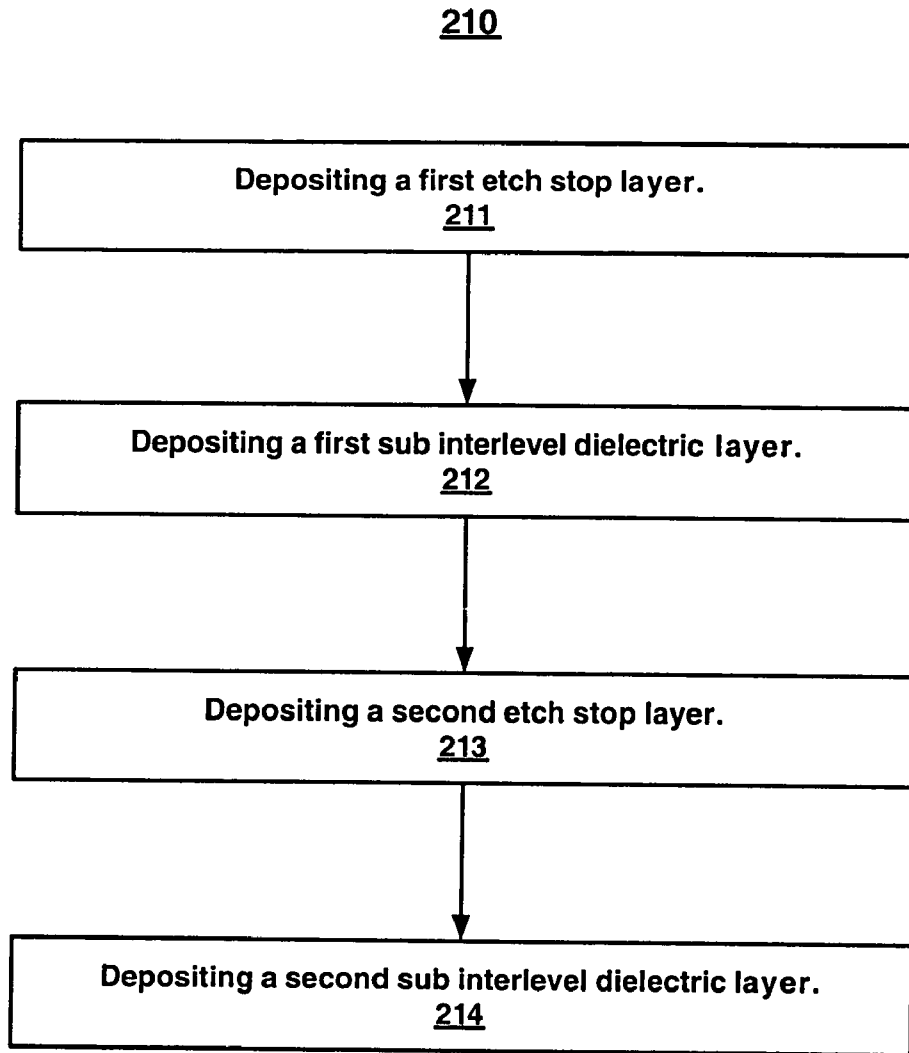 210
Depositing a first etch stop layer.
211
Depositing a first sub interlevel dielectric layer.
212
Depositing a second etch stop layer.
213
Depositing a second sub interlevel dielectric layer.
214